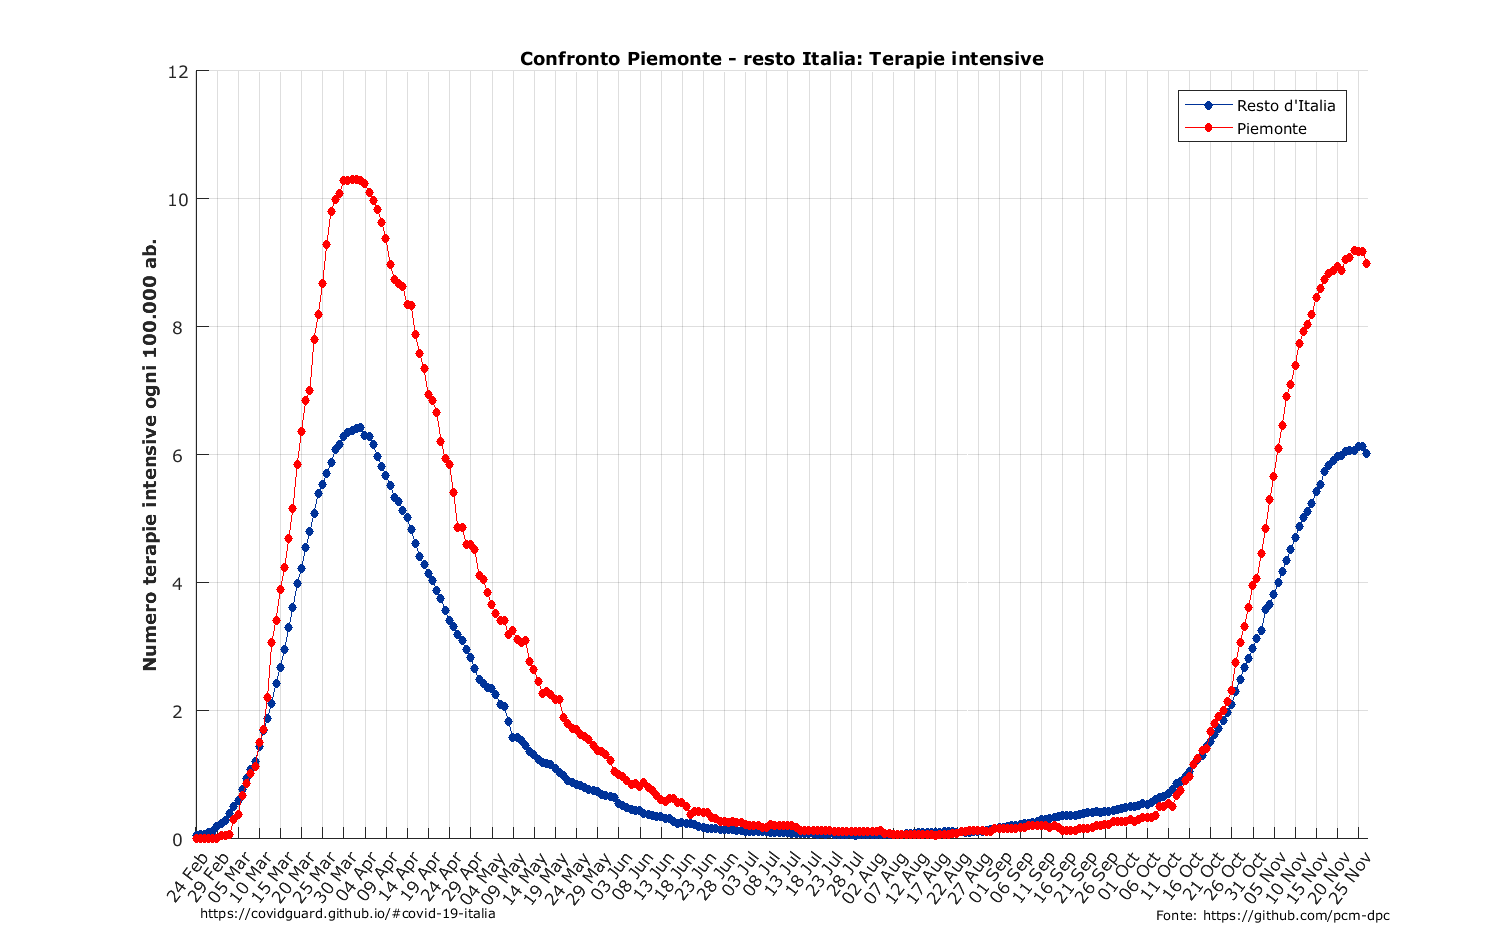 Confronto Piemonte - resto Italia: Terapie intensive
Resto d'Italia
Piemonte
Numero terapie intensive ogni 100.000 ab.
12
10
8
6
4
2
0
24 Feb
29 Feb
05 Mar
10 Mar
15 Mar
20 Mar
25 Mar
30 Mar
04 Apr
09 Apr
14 Apr
19 Apr
24 Apr
29 Apr
04 May
09 May
14 May
19 May
24 May
29 May
03 Jun
08 Jun
13 Jun
18 Jun
23 Jun
28 Jun
03 Jul
08 Jul
13 Jul
18 Jul
23 Jul
28 Jul
02 Aug
07 Aug
12 Aug
17 Aug
22 Aug
27 Aug
01 Sep
06 Sep
11 Sep
16 Sep
21 Sep
26 Sep
01 Oct
06 Oct
11 Oct
16 Oct
21 Oct
26 Oct
31 Oct
05 Nov
10 Nov
15 Nov
20 Nov
25 Nov
https://covidguard.github.io/#covid-19-italia
Fonte: https://github.com/pcm-dpc